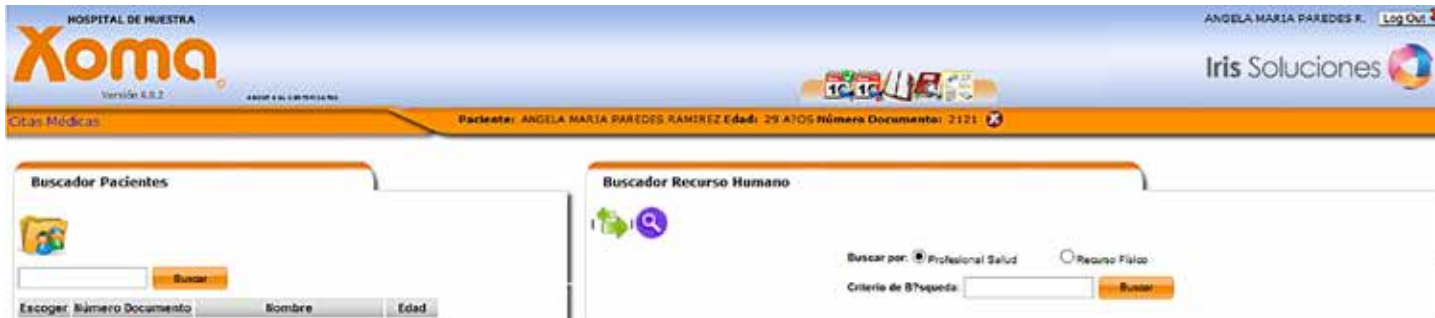 HOSPITAL DE MUESTRA
ANGELA MARIA PAREDES R. Log Out
Xoma
Iris Soluciones
Versión 4.0.2
Citas Médicas
Paciente: ANGELA MARIA PAREDES RAMIREZ Edad: 29 A?OS Número Documento: 2121
Buscador Pacientes
Buscador Recurso Humano
Buscar por: Profesional Salud Recurso Físico
Buscar
Criterio de B?squeda: Buscar
Escoger Número Documento Nombre Edad